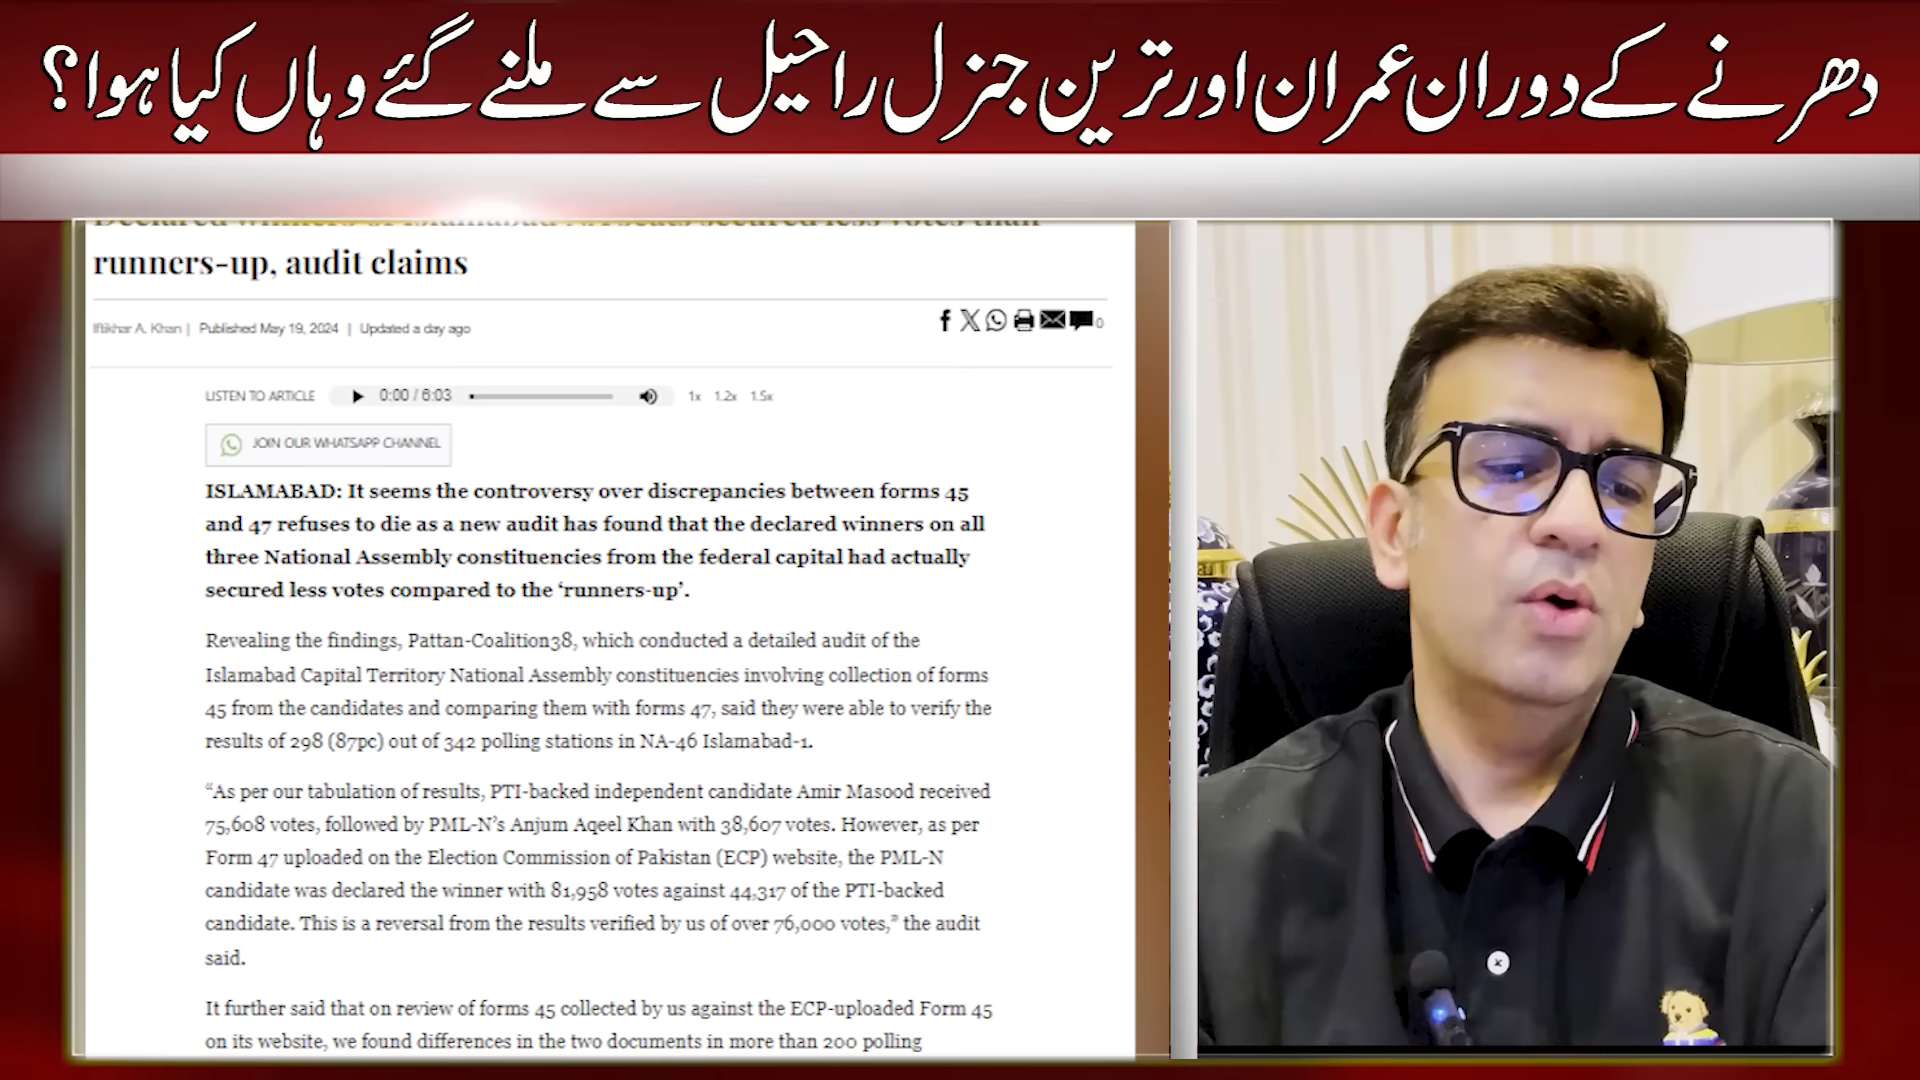 دھرنے کے دوران عمران اور ترین جنرل راحیل سے ملنے گئے وہاں کیا ہوا؟
Declared winners of Islamabad NA seats secured less votes than
runners-up, audit claims
Iftikhar A. Khan | Published May 19, 2024 | Updated a day ago
0
LISTEN TO ARTICLE 0:00 / 6:03 1x 1.2x 1.5x
JOIN OUR WHATSAPP CHANNEL
ISLAMABAD: It seems the controversy over discrepancies between forms 45
and 47 refuses to die as a new audit has found that the declared winners on all
three National Assembly constituencies from the federal capital had actually
secured less votes compared to the ‘runners-up’.
Revealing the findings, Pattan-Coalition38, which conducted a detailed audit of the
Islamabad Capital Territory National Assembly constituencies involving collection of forms
45 from the candidates and comparing them with forms 47, said they were able to verify the
results of 298 (87pc) out of 342 polling stations in NA-46 Islamabad-1.
“As per our tabulation of results, PTI-backed independent candidate Amir Masood received
75,608 votes, followed by PML-N’s Anjum Aqeel Khan with 38,607 votes. However, as per
Form 47 uploaded on the Election Commission of Pakistan (ECP) website, the PML-N
candidate was declared the winner with 81,958 votes against 44,317 of the PTI-backed
candidate. This is a reversal from the results verified by us of over 76,000 votes,” the audit
said.
It further said that on review of forms 45 collected by us against the ECP-uploaded Form 45
on its website, we found differences in the two documents in more than 200 polling